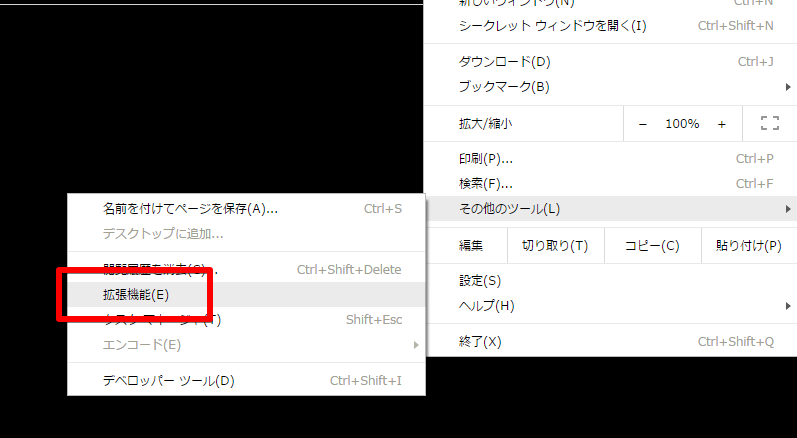 新しいウィンドウ(N) Ctrl+N
シークレット ウィンドウを開く(I) Ctrl+Shift+N
ダウンロード(D) Ctrl+J
ブックマーク(B)
拡大/縮小 − 100% +
印刷(P)... Ctrl+P
検索(F)... Ctrl+F
その他のツール(L)
編集 切り取り(T) コピー(C) 貼り付け(P)
設定(S)
ヘルプ(H)
終了(X) Ctrl+Shift+Q
名前を付けてページを保存(A)... Ctrl+S
デスクトップに追加...
閲覧履歴を消去(C)... Ctrl+Shift+Delete
拡張機能(E)
タスク マネージャ(T) Shift+Esc
エンコード(E)
デベロッパー ツール(D) Ctrl+Shift+I